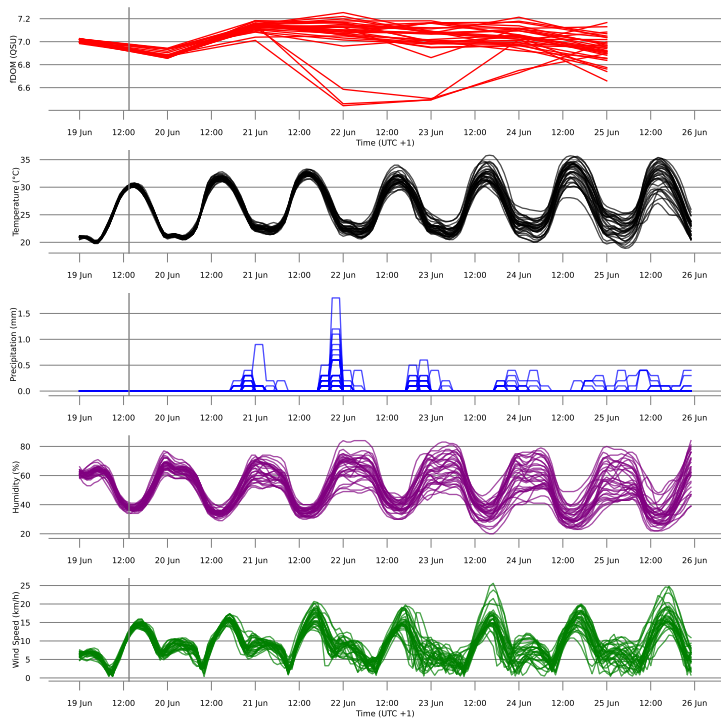 7.2
7.0
6.8
6.6
fDOM (QSU)
19 Jun 12:00 20 Jun 12:00 21 Jun 12:00 22 Jun 12:00 23 Jun 12:00 24 Jun 12:00 25 Jun 12:00 26 Jun
Time (UTC +1)
35
30
25
20
Temperature (°C)
19 Jun 12:00 20 Jun 12:00 21 Jun 12:00 22 Jun 12:00 23 Jun 12:00 24 Jun 12:00 25 Jun 12:00 26 Jun
1.5
1.0
0.5
0.0
Precipitation (mm)
19 Jun 12:00 20 Jun 12:00 21 Jun 12:00 22 Jun 12:00 23 Jun 12:00 24 Jun 12:00 25 Jun 12:00 26 Jun
80
60
40
20
Humidity (%)
19 Jun 12:00 20 Jun 12:00 21 Jun 12:00 22 Jun 12:00 23 Jun 12:00 24 Jun 12:00 25 Jun 12:00 26 Jun
25
20
15
10
5
0
Wind Speed (km/h)
19 Jun 12:00 20 Jun 12:00 21 Jun 12:00 22 Jun 12:00 23 Jun 12:00 24 Jun 12:00 25 Jun 12:00 26 Jun
Time (UTC +1)